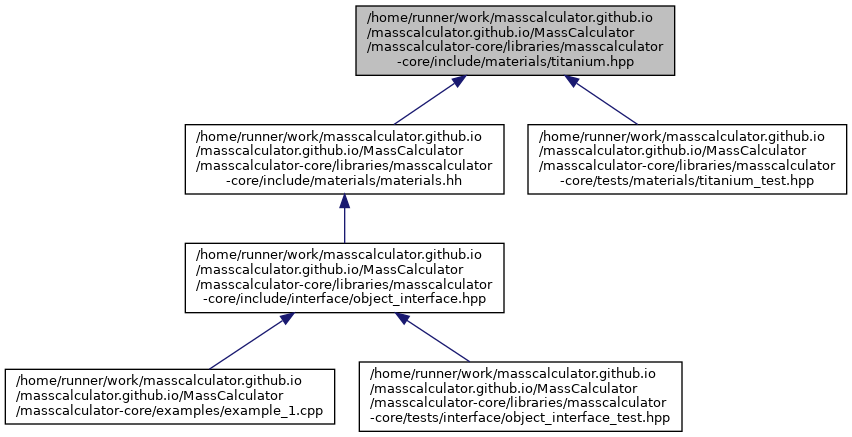 /home/runner/work/masscalculator.github.io
/masscalculator.github.io/MassCalculator
/masscalculator-core/libraries/masscalculator
-core/include/materials/titanium.hpp
/home/runner/work/masscalculator.github.io
/masscalculator.github.io/MassCalculator
/masscalculator-core/libraries/masscalculator
-core/include/materials/materials.hh
/home/runner/work/masscalculator.github.io
/masscalculator.github.io/MassCalculator
/masscalculator-core/libraries/masscalculator
-core/tests/materials/titanium_test.hpp
/home/runner/work/masscalculator.github.io
/masscalculator.github.io/MassCalculator
/masscalculator-core/libraries/masscalculator
-core/include/interface/object_interface.hpp
/home/runner/work/masscalculator.github.io
/masscalculator.github.io/MassCalculator
/masscalculator-core/examples/example_1.cpp
/home/runner/work/masscalculator.github.io
/masscalculator.github.io/MassCalculator
/masscalculator-core/libraries/masscalculator
-core/tests/interface/object_interface_test.hpp